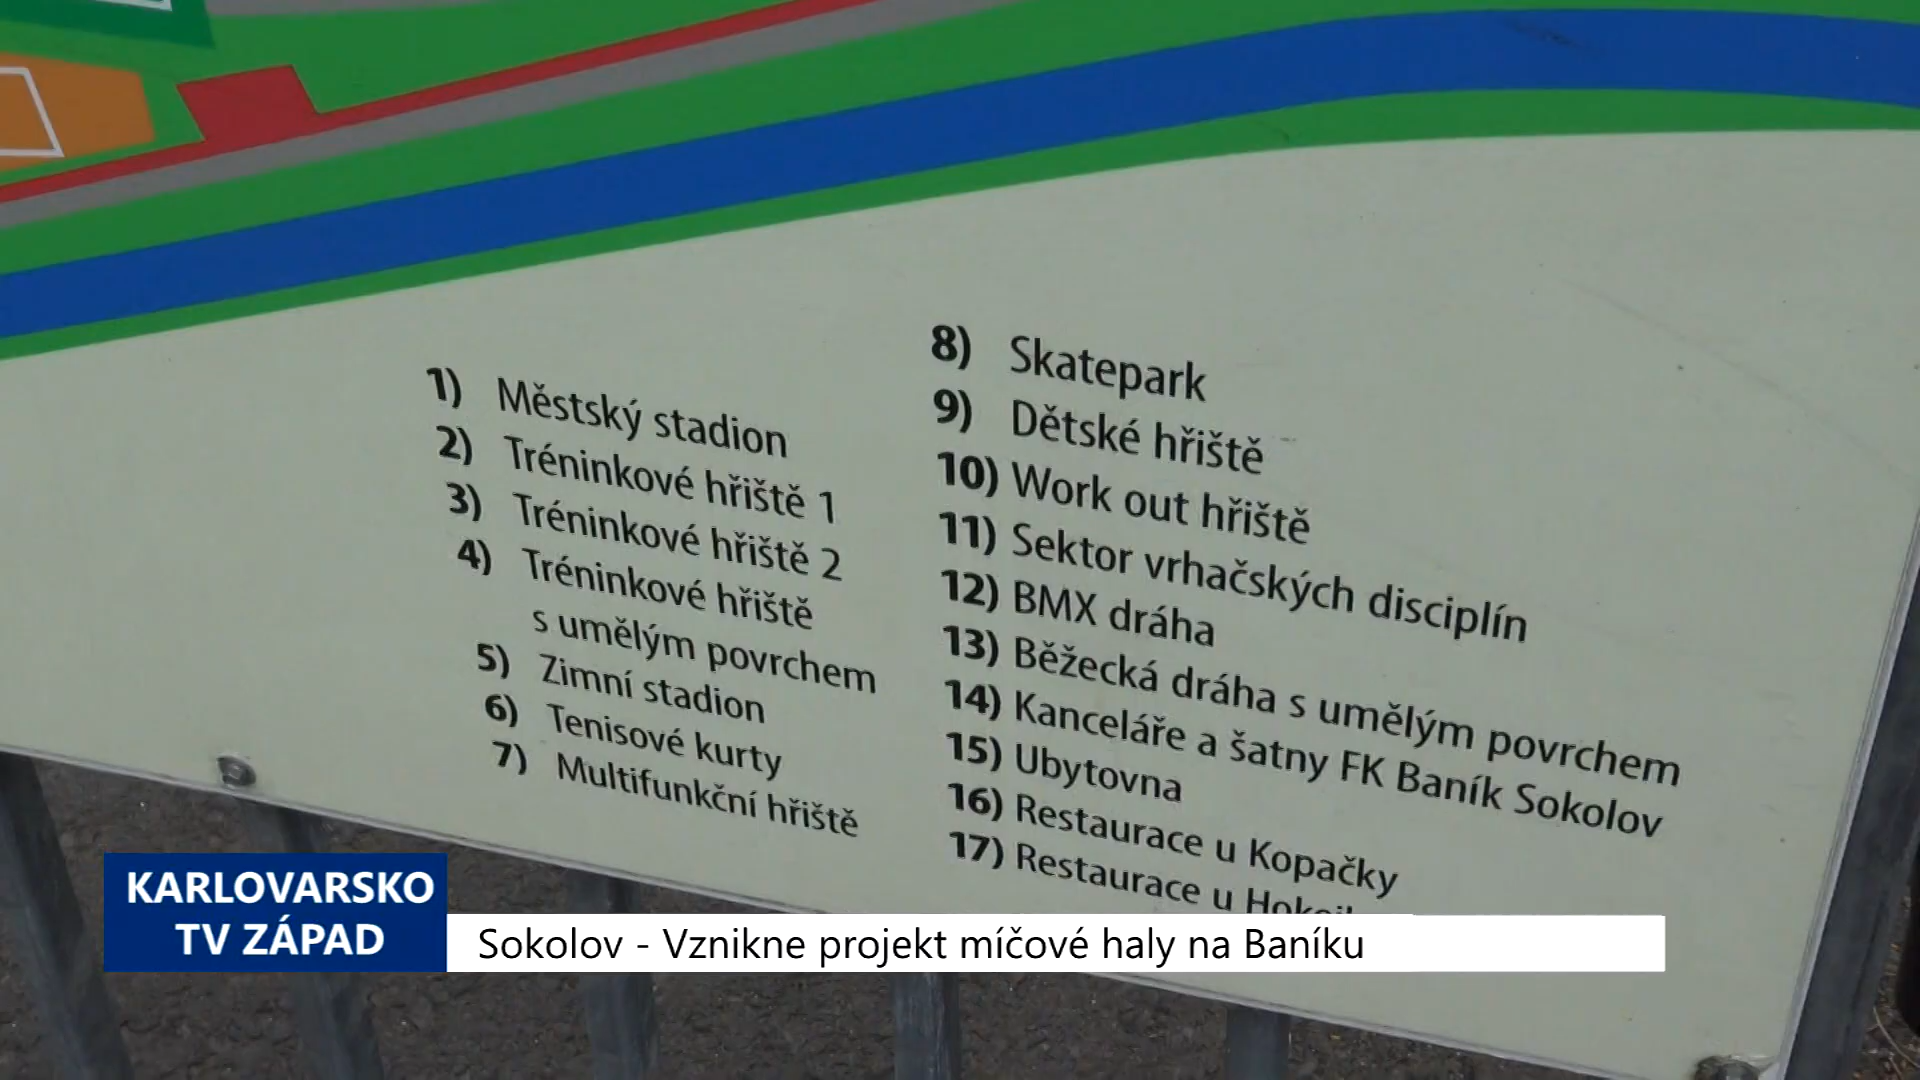 1) Městský stadion
2) Tréninkové hřiště 1
3) Tréninkové hřiště 2
4) Tréninkové hřiště
s umělým povrchem
5) Zimní stadion
6) Tenisové kurty
7) Multifunkční hřiště
8) Skatepark
9) Dětské hřiště
10) Work out hřiště
11) Sektor vrhačských disciplín
12) BMX dráha
13) Běžecká dráha s umělým povrchem
14) Kanceláře a šatny FK Baník Sokolov
15) Ubytovna
16) Restaurace u Kopačky
17) Restaurace u
KARLOVARSKO
TV ZÁPAD
Sokolov - Vznikne projekt míčové haly na Baníku